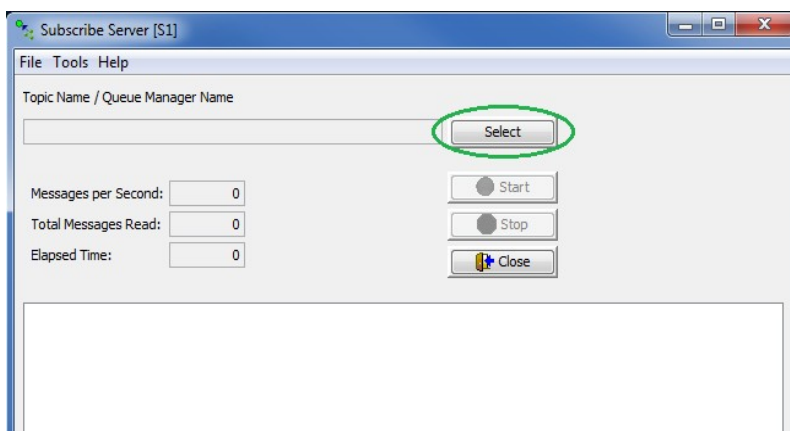 Subscribe Server [S1]
File Tools Help
Topic Name / Queue Manager Name
Select
Messages per Second: 0
Start
Total Messages Read: 0
Stop
Elapsed Time: 0
Close